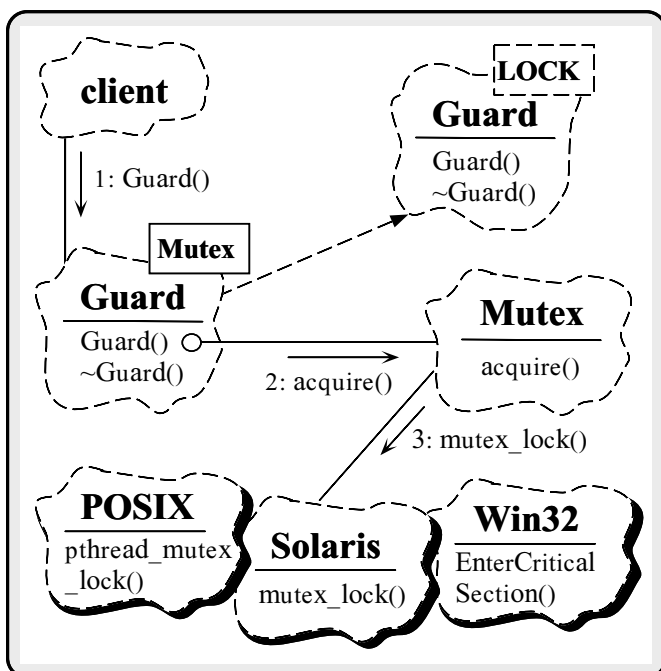 client
LOCK
Guard
Guard()
~Guard()
1: Guard()
Mutex
Guard
Guard()
~Guard()
2: acquire()
Mutex
acquire()
3: mutex_lock()
POSIX
pthread_mutex
_lock()
Solaris
mutex_lock()
Win32
EnterCritical
Section()